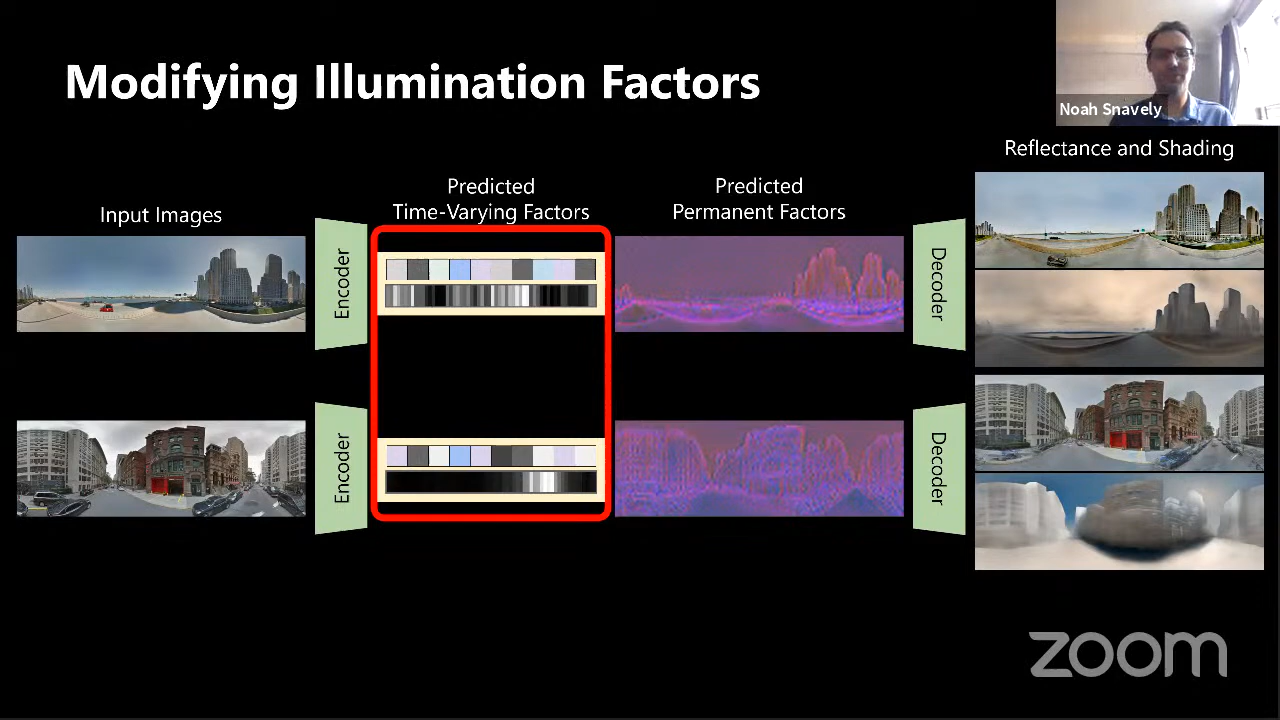 Modifying Illumination Factors
Noah Snavely
Reflectance and Shading
Predicted
Time-Varying Factors
Predicted
Permanent Factors
Input Images
Encoder
Decoder
Encoder
Decoder
zoom